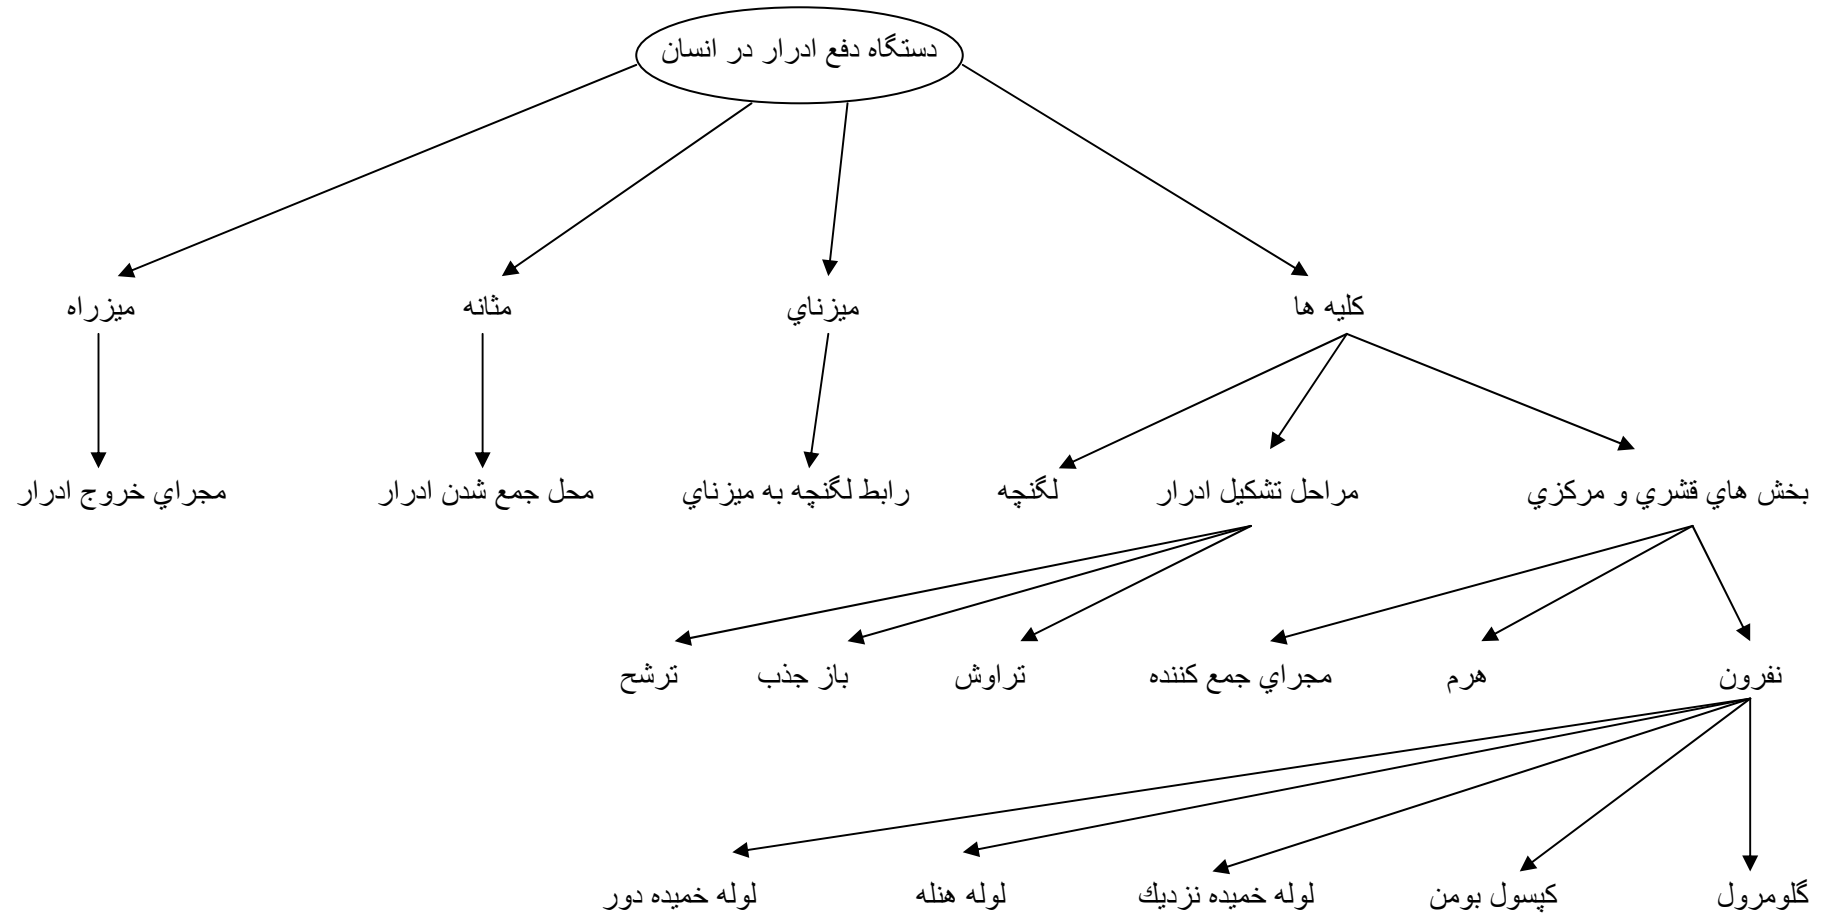 دستگاه دفع ادرار در انسان
كليه ها
ميزناي
مثانه
ميزراه
بخش هاي قشري و مركزي
مراحل تشكيل ادرار
لگنچه
رابط لگنچه به ميزناي
محل جمع شدن ادرار
مجراي خروج ادرار
نفرون
هرم
مجراي جمع كننده
تراوش
باز جذب
ترشح
گلومرول
كپسول بومن
لوله خميده نزديك
لوله هنله
لوله خميده دور